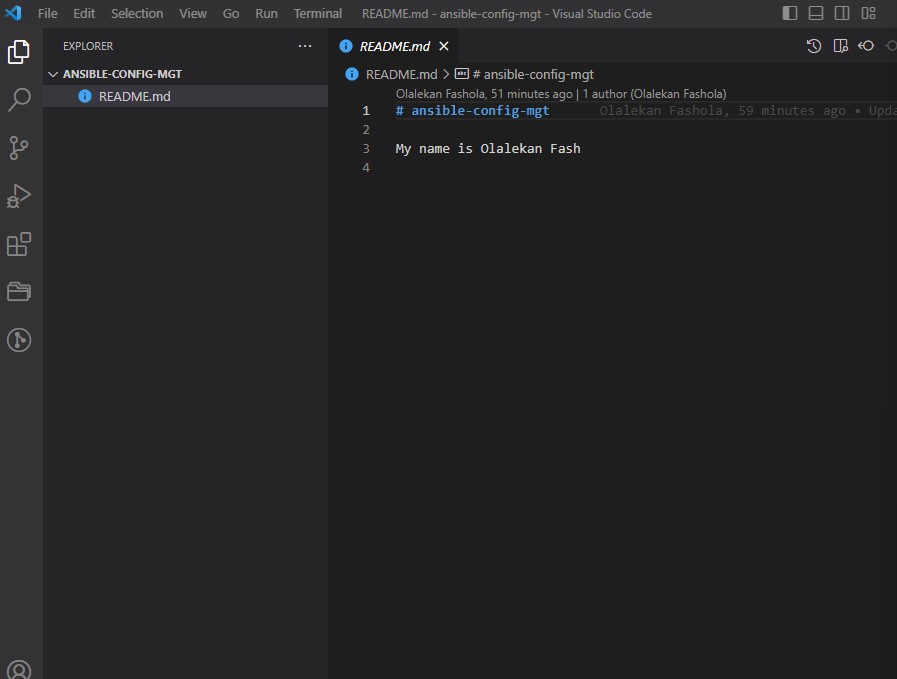 File Edit Selection View Go Run Terminal README.md - ansible-config-mgt - Visual Studio Code
EXPLORER
ANSIBLE-CONFIG-MGT
README.md
README.md
README.md > # ansible-config-mgt
Olalekan Fashola, 51 minutes ago | 1 author (Olalekan Fashola)
1 # ansible-config-mgt Olalekan Fashola, 59 minutes ago • Upda
2
3 My name is Olalekan Fash
4